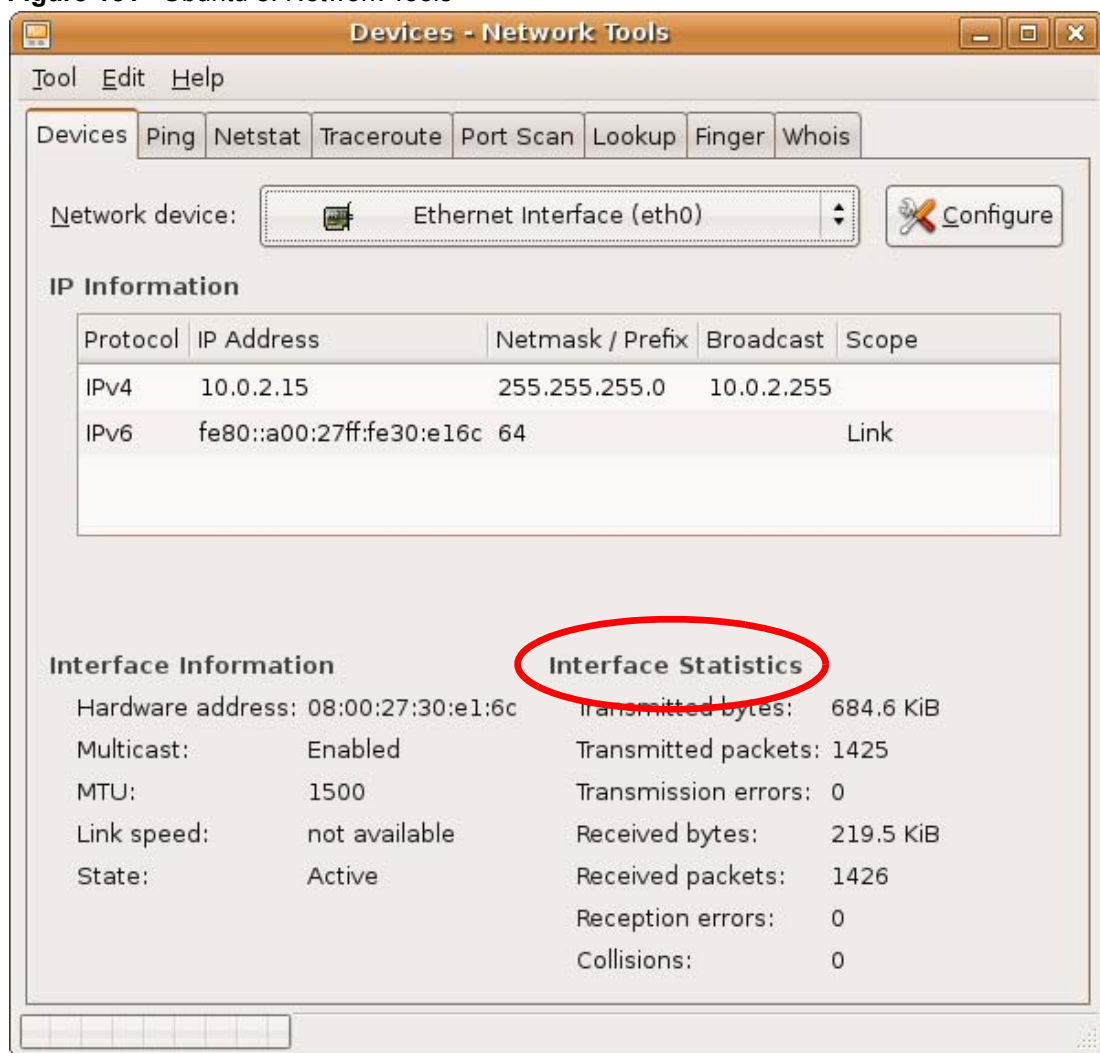 Devices - Network Tools
Tool Edit Help
Devices Ping Netstat Traceroute Port Scan Lookup Finger Whois
Network device: Ethernet Interface (eth0) Configure
IP Information
Protocol IP Address Netmask / Prefix Broadcast Scope
IPv4 10.0.2.15 255.255.255.0 10.0.2.255
IPv6 fe80::a00:27ff:fe30:e16c 64 Link
Interface Information
Hardware address: 08:00:27:30:e1:6c
Multicast: Enabled
MTU: 1500
Link speed: not available
State: Active
Interface Statistics
Transmitted bytes: 684.6 KiB
Transmitted packets: 1425
Transmission errors: 0
Received bytes: 219.5 KiB
Received packets: 1426
Reception errors: 0
Collisions: 0